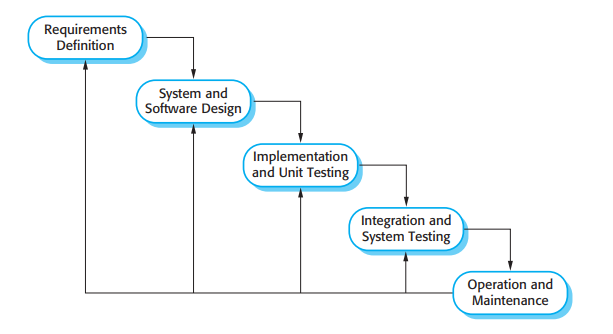 Requirements
Definition
System and
Software Design
Implementation
and Unit Testing
Integration and
System Testing
Operation and
Maintenance